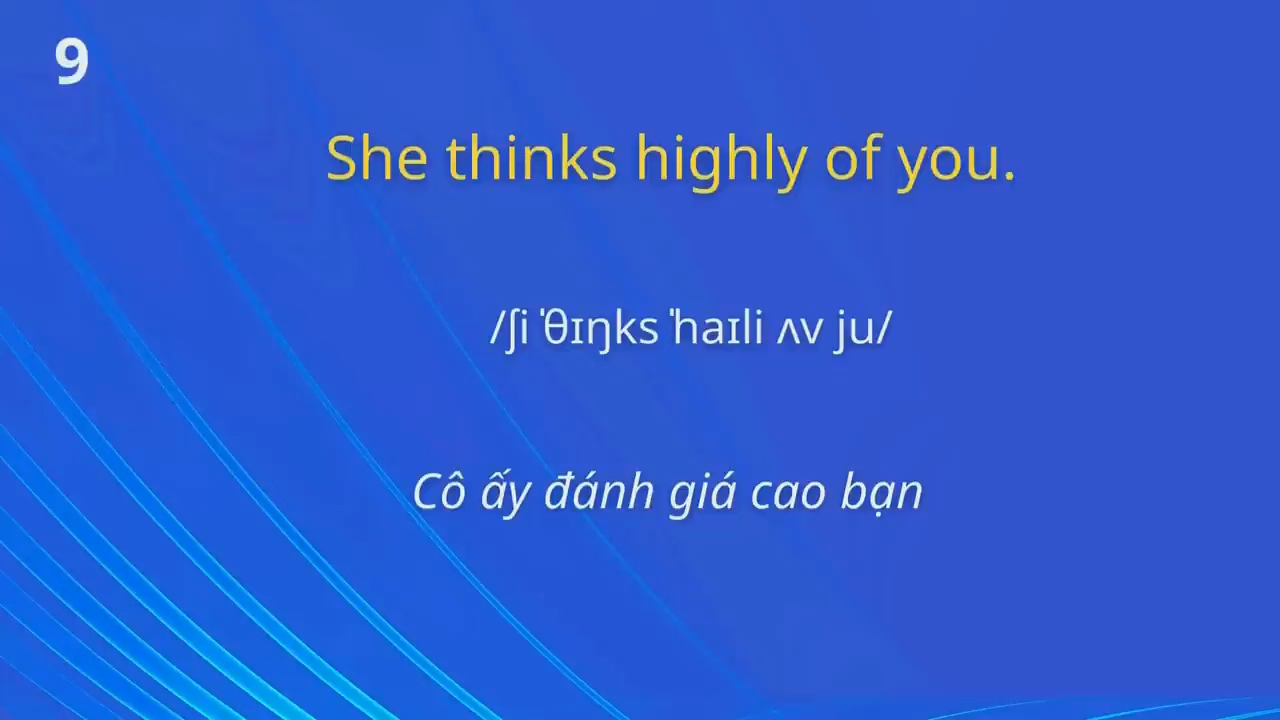 9
She thinks highly of you.
/ʃi ˈθɪŋks ˈhaɪli ʌv ju/
Cô ấy đánh giá cao bạn